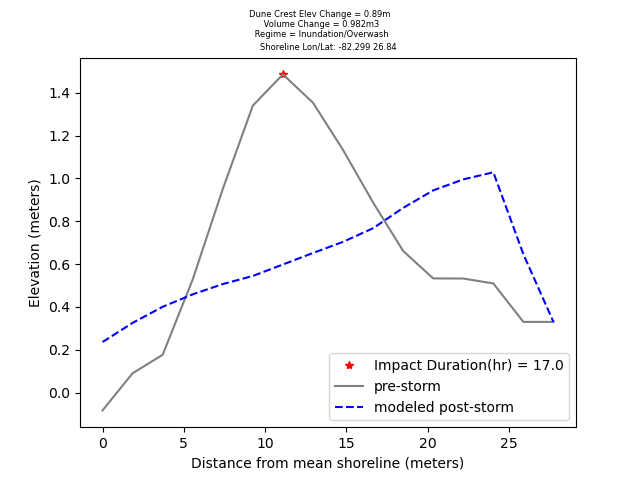 Dune Crest Elev Change = 0.89m
Volume Change = 0.982m3
Regime = Inundation/Overwash
Shoreline Lon/Lat: -82.299 26.84
1.4
1.2
1.0
0.8
0.6
0.4
0.2
0.0
Elevation (meters)
Impact Duration(hr) = 17.0
pre-storm
modeled post-storm
0 5 10 15 20 25
Distance from mean shoreline (meters)